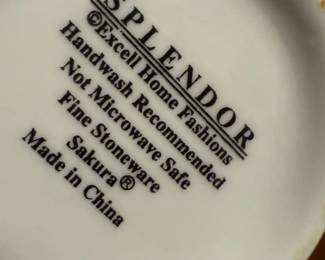 SPLENDOR
©Excell Home Fashions
Handwash Recommended
Not Microwave Safe
Fine Stoneware
Sakura®
Made in China